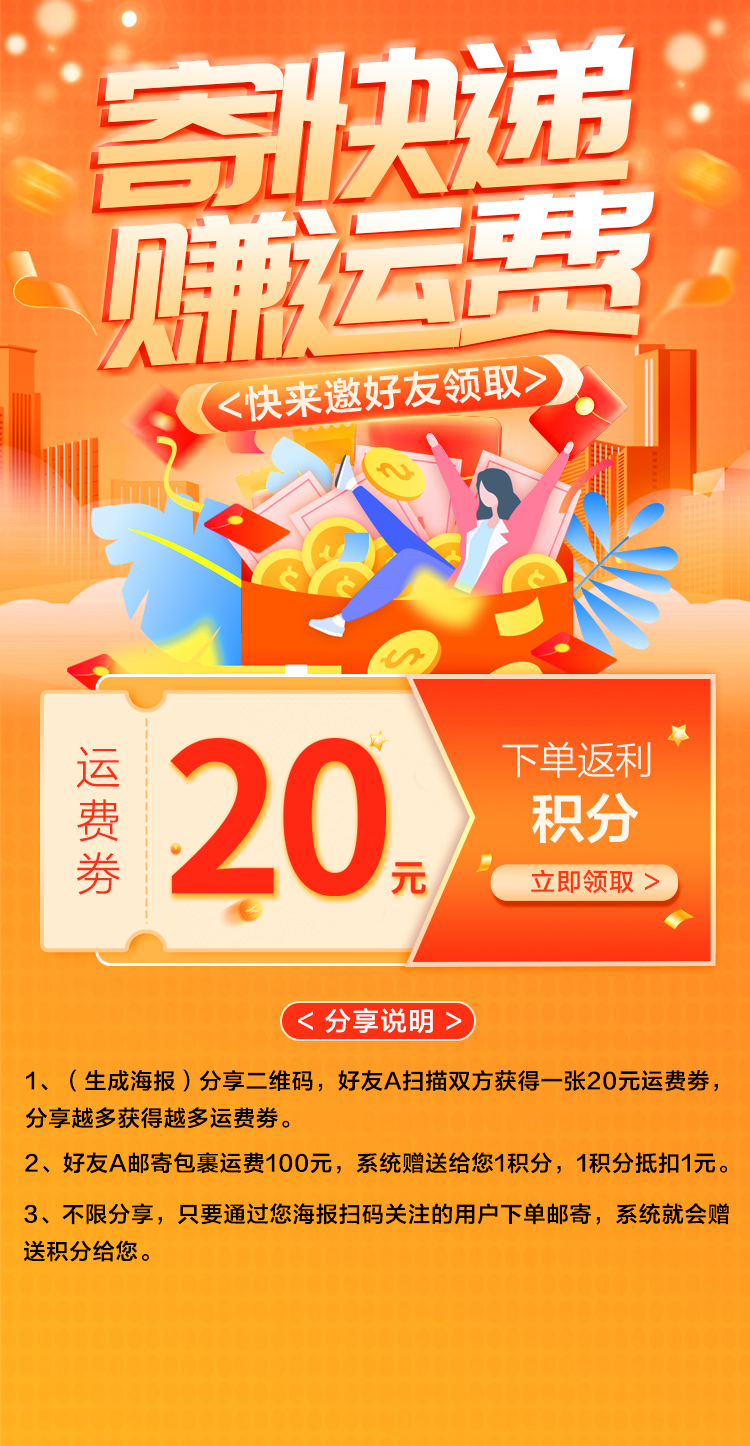 寄快递
赚运费
<快来邀好友领取>
运费劵
20元
下单返利
积分
立即领取 >
< 分享说明 >
1、（生成海报）分享二维码，好友A扫描双方获得一张20元运费劵，
分享越多获得越多运费劵。
2、好友A邮寄包裹运费100元，系统赠送给您1积分，1积分抵扣1元。
3、不限分享，只要通过您海报扫码关注的用户下单邮寄，系统就会赠
送积分给您。